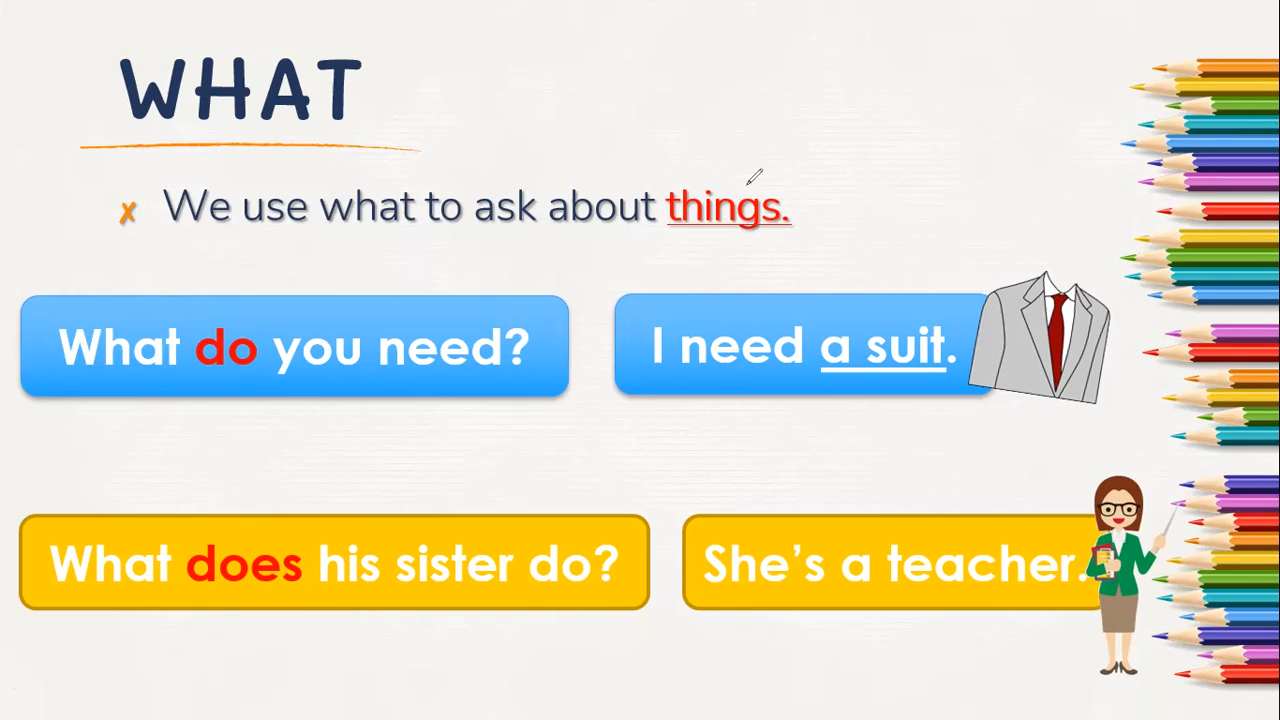 WHAT
✗ We use what to ask about things.
What do you need?
I need a suit.
What does his sister do?
She's a teacher.